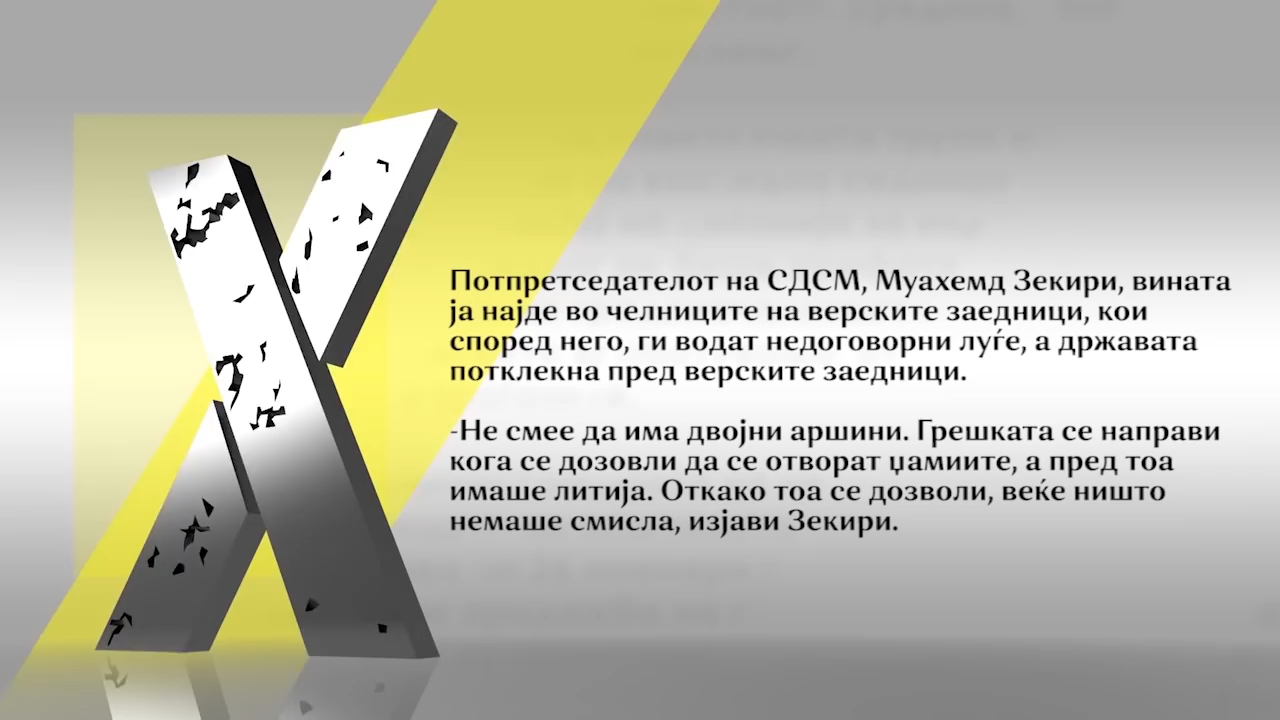 Потпретседателот на СДСМ, Муахемд Зекири, вината
ја најде во челниците на верските заедници, кои
според него, ги водат недоговорни луѓе, а државата
потклекна пред верските заедници.
-Не смее да има двојни аршини. Грешката се направи
кога се дозовли да се отворат џамиите, а пред тоа
имаше литија. Откако тоа се дозволи, веќе ништо
немаше смисла, изјави Зекири.